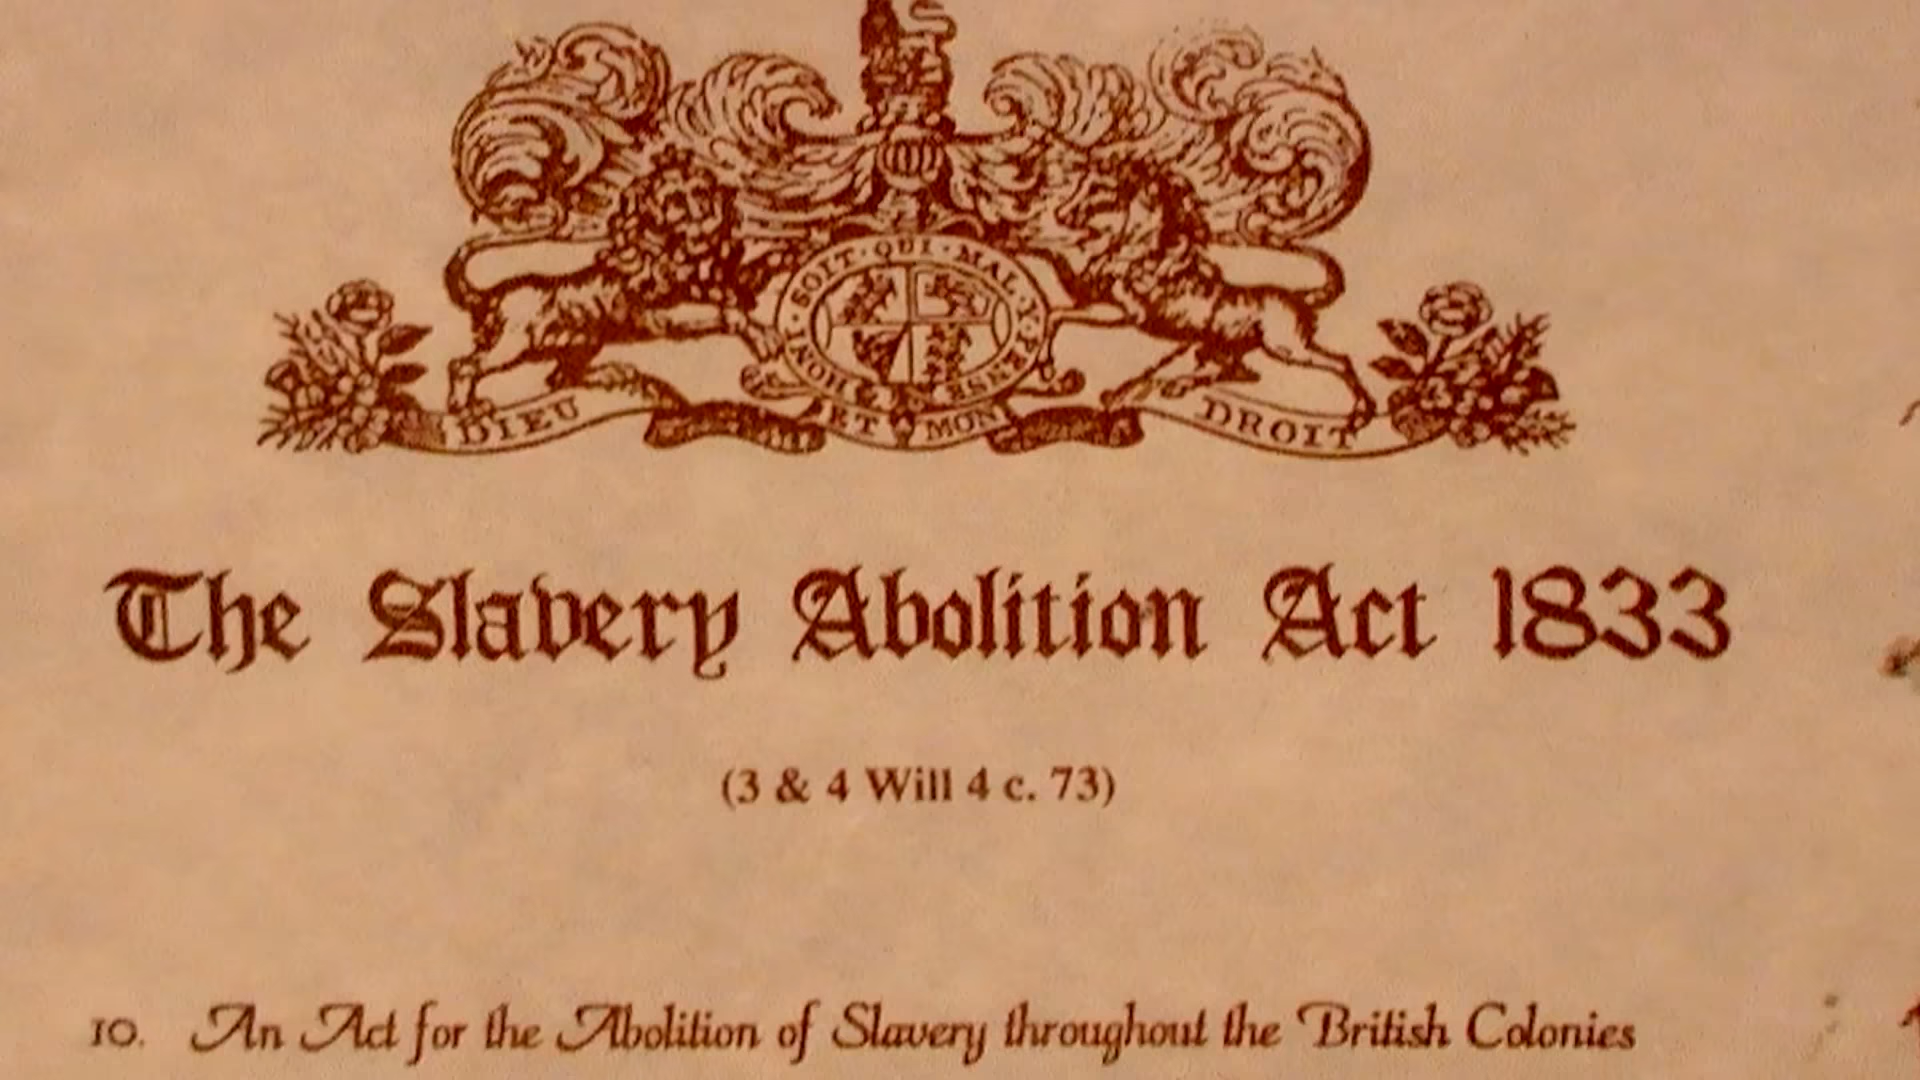 · SOIT · QUI · MAL · Y · PENSE
HONI
DIEU ET MON DROIT
The Slavery Abolition Act 1833
(3 & 4 Will 4 c. 73)
10. An Act for the Abolition of Slavery throughout the British Colonies